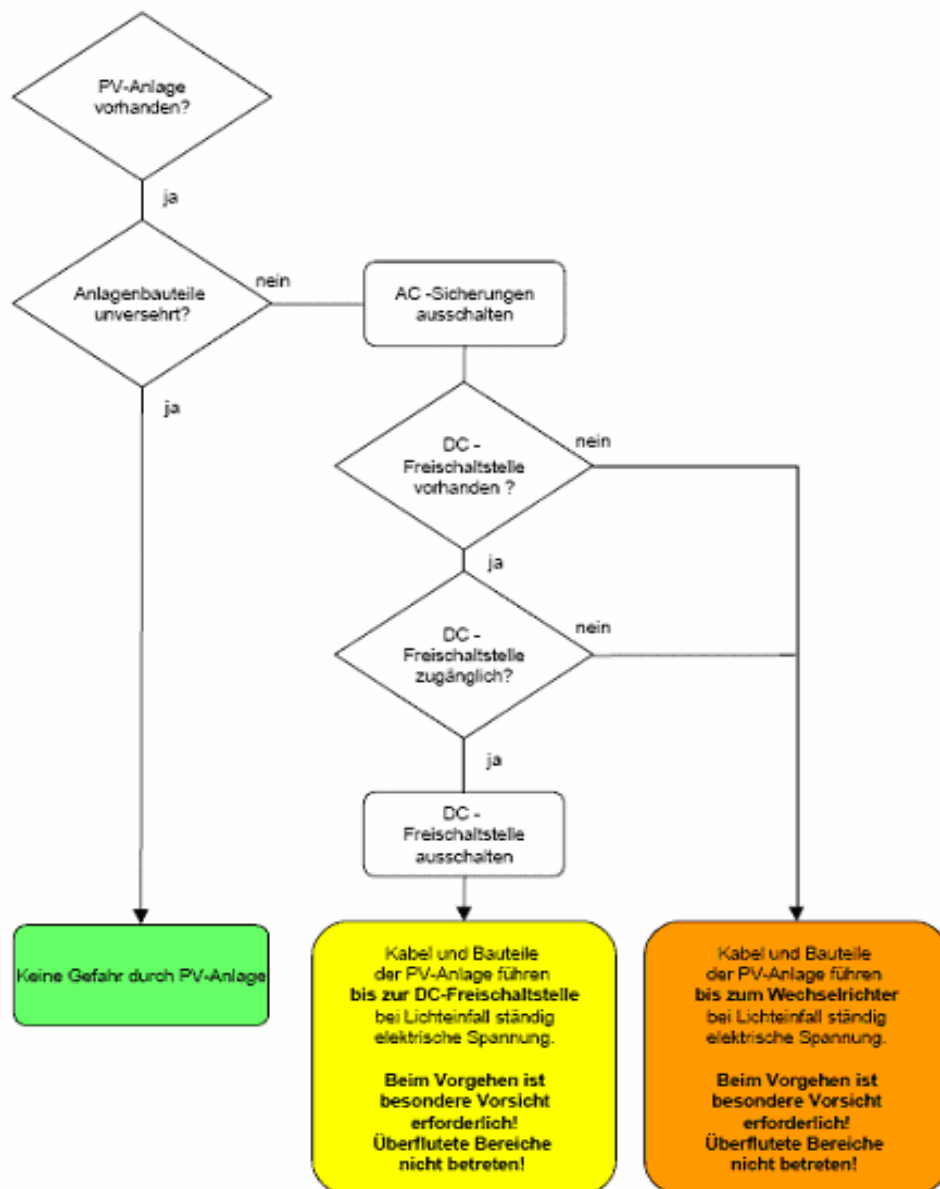 PV-Anlage
vorhanden?
ja
Anlagenbauteile
unversehrt?
nein
AC -Sicherungen
ausschalten
ja
DC -
Freischaltstelle
vorhanden ?
nein
ja
DC -
Freischaltstelle
zugänglich?
nein
ja
DC -
Freischaltstelle
ausschalten
Keine Gefahr durch PV-Anlage
Kabel und Bauteile
der PV-Anlage führen
bis zur DC-Freischaltstelle
bei Lichteinfall ständig
elektrische Spannung.
Beim Vorgehen ist
besondere Vorsicht
erforderlich!
Überflutete Bereiche
nicht betreten!
Kabel und Bauteile
der PV-Anlage führen
bis zum Wechselrichter
bei Lichteinfall ständig
elektrische Spannung.
Beim Vorgehen ist
besondere Vorsicht
erforderlich!
Überflutete Bereiche
nicht betreten!